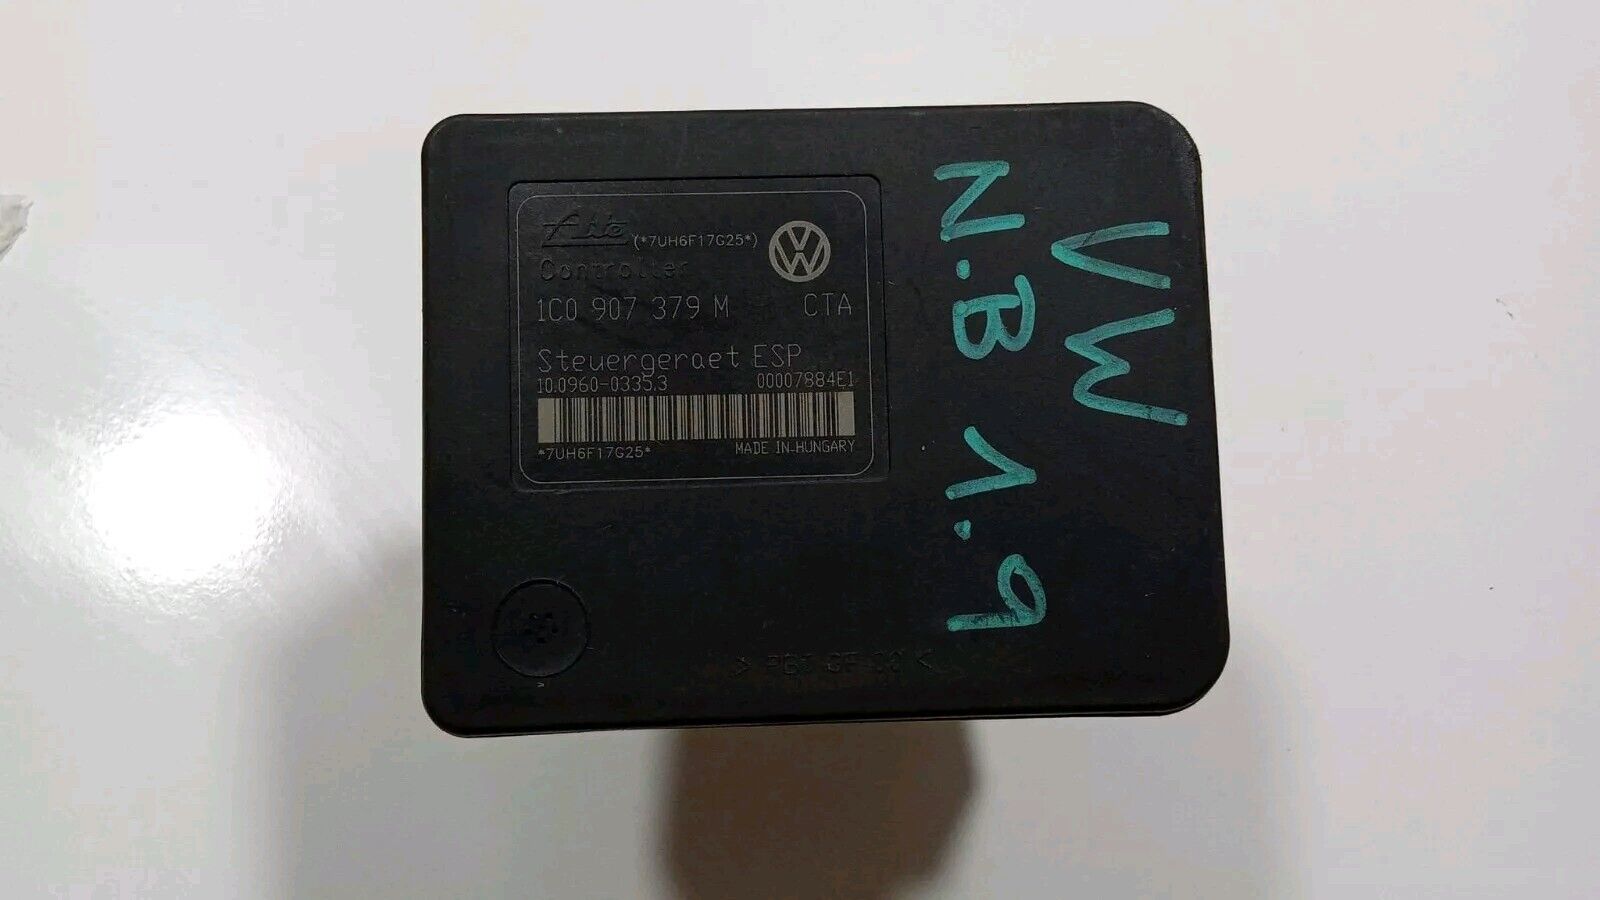 Ate (*7UH6F17G25*)
Controller
1C0 907 379 M CTA
Steuergeraet ESP
10.0960-0335.3 00007884E1
*7UH6F17G25* MADE IN HUNGARY
VW
N.B 1.9